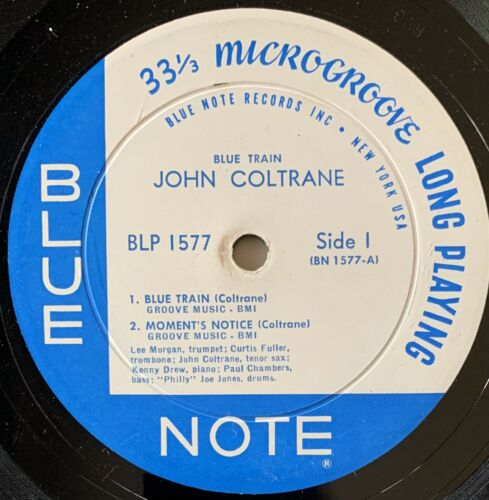 33 1/3 MICROGROOVE LONG PLAYING
BLUE NOTE RECORDS INC • NEW YORK USA
BLUE TRAIN
JOHN COLTRANE
BLP 1577 Side 1
(BN 1577-A)
1. BLUE TRAIN (Coltrane)
GROOVE MUSIC - BMI
2. MOMENT'S NOTICE (Coltrane)
GROOVE MUSIC - BMI
Lee Morgan, trumpet; Curtis Fuller,
trombone; John Coltrane, tenor sax;
Kenny Drew, piano; Paul Chambers,
bass; "Philly" Joe Jones, drums.
BLUE
NOTE
®